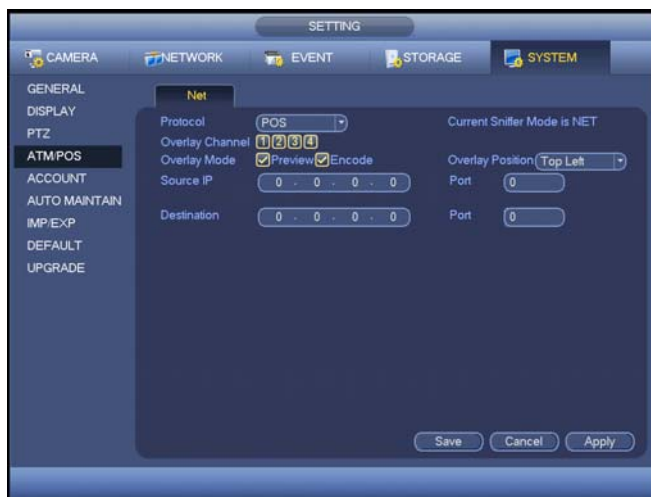 SETTING
CAMERA NETWORK EVENT STORAGE SYSTEM
GENERAL
DISPLAY
PTZ
ATM/POS
ACCOUNT
AUTO MAINTAIN
IMP/EXP
DEFAULT
UPGRADE
Net
Protocol POS Current Sniffer Mode is NET
Overlay Channel 1 2 3 4
Overlay Mode Preview Encode Overlay Position Top Left
Source IP 0 . 0 . 0 . 0 Port 0
Destination 0 . 0 . 0 . 0 Port 0
Save Cancel Apply